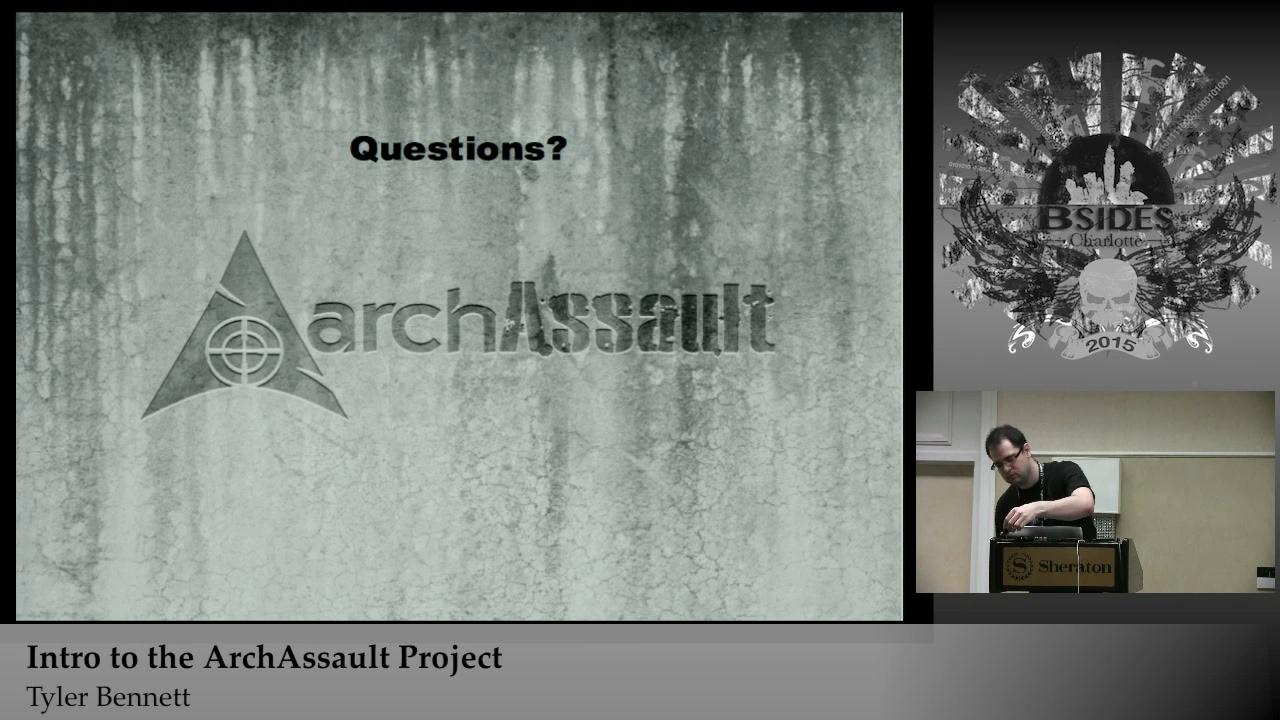 Questions?
archAssault
BSIDES
Charlotte
2015
S Sheraton
Intro to the ArchAssault Project
Tyler Bennett